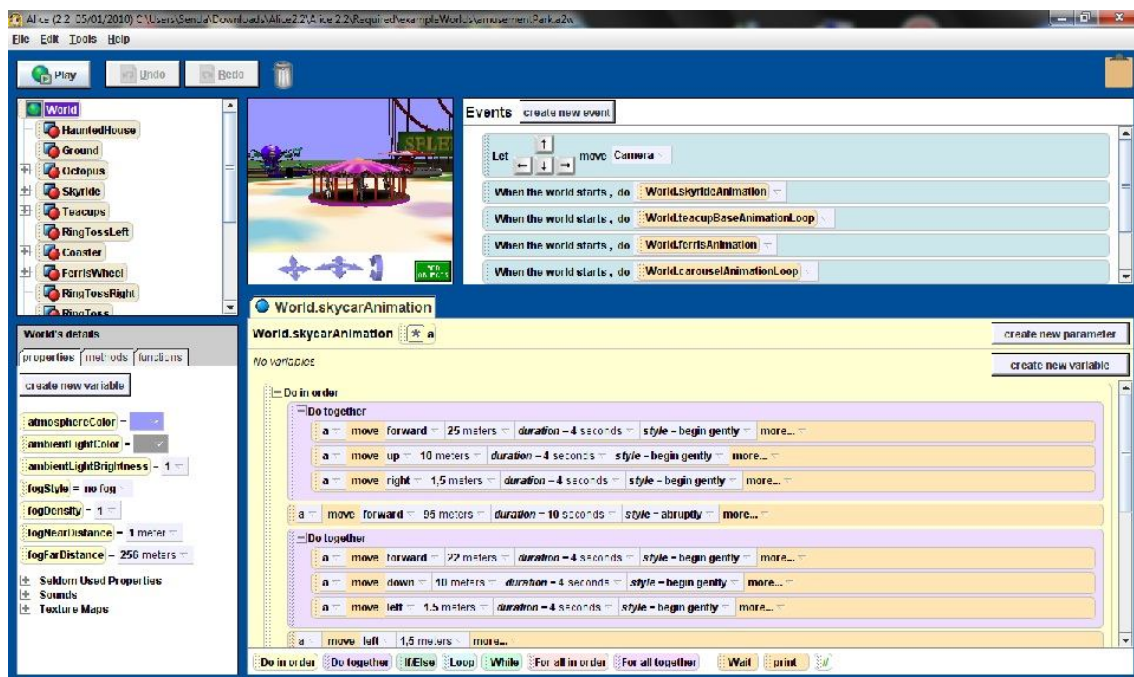 Alice (2.2 05/01/2010) C:\Users\Senda\Downloads\Alice2.2\Alice 2.2\Required\exampleWorlds\amusementPark.a2w
File Edit Tools Help
Play Undo Redo
World
HauntedHouse
Ground
Octopus
Skyride
Teacups
RingTossLeft
Coaster
FerrisWheel
RingTossRight
RingToss
ADD OBJECTS
Events create new event
Let move Camera
When the world starts , do World.skyrideAnimation
When the world starts , do World.teacupBaseAnimationLoop
When the world starts , do World.ferrisAnimation
When the world starts , do World.carouselAnimationLoop
World's details
properties methods functions
create new variable
atmosphereColor =
ambientLightColor =
ambientLightBrightness = 1
fogStyle = no fog
fogDensity = 1
fogNearDistance = 1 meter
fogFarDistance = 256 meters
Seldom Used Properties
Sounds
Texture Maps
World.skycarAnimation
World.skycarAnimation a create new parameter
No variables create new variable
Do in order
Do together
a move forward 25 meters duration = 4 seconds style = begin gently more...
a move up 10 meters duration = 4 seconds style = begin gently more...
a move right 1,5 meters duration = 4 seconds style = begin gently more...
a move forward 95 meters duration = 10 seconds style = abruptly more...
Do together
a move forward 22 meters duration = 4 seconds style = begin gently more...
a move down 10 meters duration = 4 seconds style = begin gently more...
a move left 1.5 meters duration = 4 seconds style = begin gently more...
a move left 1,5 meters more...
Do in order Do together If/Else Loop While For all in order For all together Wait print //